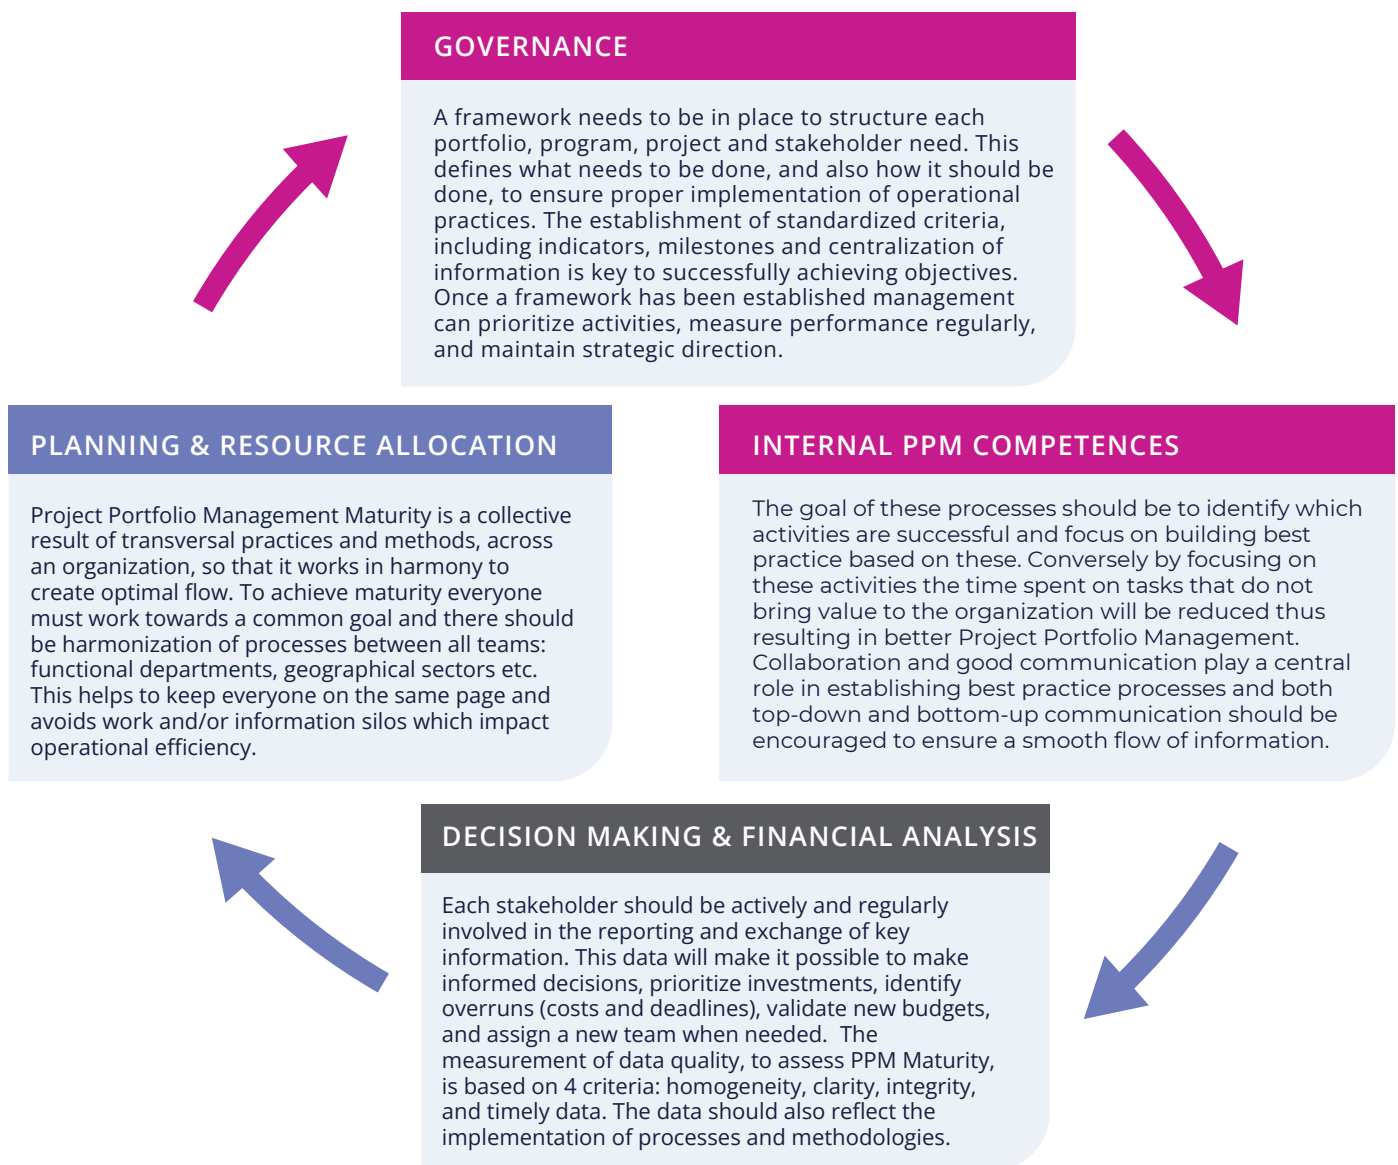 GOVERNANCE
A framework needs to be in place to structure each
portfolio, program, project and stakeholder need. This
defines what needs to be done, and also how it should be
done, to ensure proper implementation of operational
practices. The establishment of standardized criteria,
including indicators, milestones and centralization of
information is key to successfully achieving objectives.
Once a framework has been established management
can prioritize activities, measure performance regularly,
and maintain strategic direction.
PLANNING & RESOURCE ALLOCATION
Project Portfolio Management Maturity is a collective
result of transversal practices and methods, across
an organization, so that it works in harmony to
create optimal flow. To achieve maturity everyone
must work towards a common goal and there should
be harmonization of processes between all teams:
functional departments, geographical sectors etc.
This helps to keep everyone on the same page and
avoids work and/or information silos which impact
operational efficiency.
INTERNAL PPM COMPETENCES
The goal of these processes should be to identify which
activities are successful and focus on building best
practice based on these. Conversely by focusing on
these activities the time spent on tasks that do not
bring value to the organization will be reduced thus
resulting in better Project Portfolio Management.
Collaboration and good communication play a central
role in establishing best practice processes and both
top-down and bottom-up communication should be
encouraged to ensure a smooth flow of information.
DECISION MAKING & FINANCIAL ANALYSIS
Each stakeholder should be actively and regularly
involved in the reporting and exchange of key
information. This data will make it possible to make
informed decisions, prioritize investments, identify
overruns (costs and deadlines), validate new budgets,
and assign a new team when needed.  The
measurement of data quality, to assess PPM Maturity,
is based on 4 criteria: homogeneity, clarity, integrity,
and timely data. The data should also reflect the
implementation of processes and methodologies.